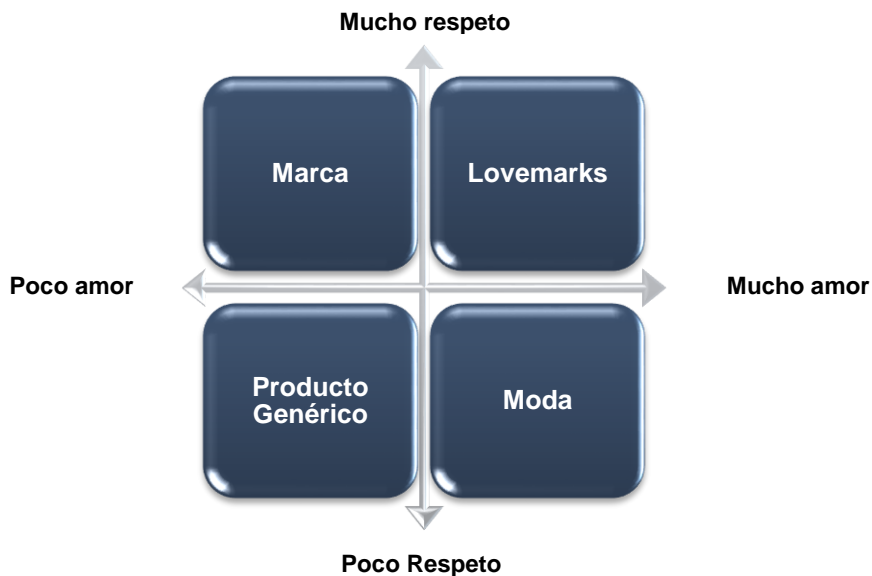 Mucho respeto
Marca
Lovemarks
Poco amor
Mucho amor
Producto
Genérico
Moda
Poco Respeto